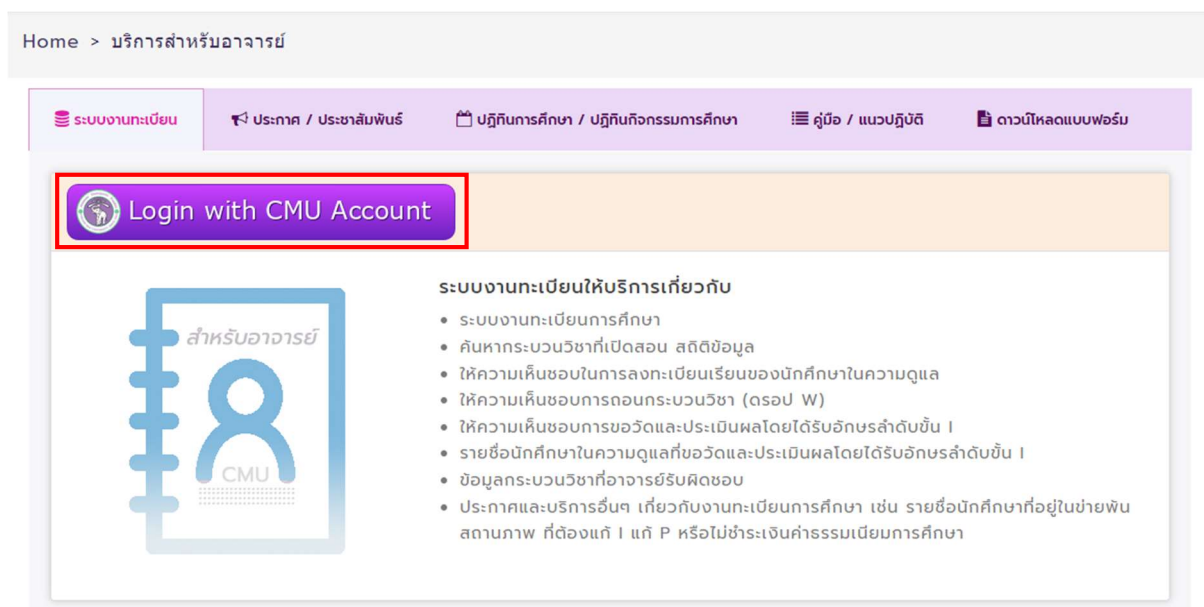 Home > บริการสำหรับอาจารย์
ระบบงานทะเบียน
ประกาศ / ประชาสัมพันธ์
ปฏิทินการศึกษา / ปฏิทินกิจกรรมการศึกษา
คู่มือ / แนวปฏิบัติ
ดาวน์โหลดแบบฟอร์ม
Login with CMU Account
สำหรับอาจารย์
CMU
ระบบงานทะเบียนให้บริการเกี่ยวกับ
• ระบบงานทะเบียนการศึกษา
• ค้นหากระบวนวิชาที่เปิดสอน สถิติข้อมูล
• ให้ความเห็นชอบในการลงทะเบียนเรียนของนักศึกษาในความดูแล
• ให้ความเห็นชอบการถอนกระบวนวิชา (ดรอป W)
• ให้ความเห็นชอบการขอวัดและประเมินผลโดยได้รับอักษรลำดับขั้น I
• รายชื่อนักศึกษาในความดูแลที่ขอวัดและประเมินผลโดยได้รับอักษรลำดับขั้น I
• ข้อมูลกระบวนวิชาที่อาจารย์รับผิดชอบ
• ประกาศและบริการอื่นๆ เกี่ยวกับงานทะเบียนการศึกษา เช่น รายชื่อนักศึกษาที่อยู่ในข่ายพ้น
สถานภาพ ที่ต้องแก้ I แก้ P หรือไม่ชำระเงินค่าธรรมเนียมการศึกษา